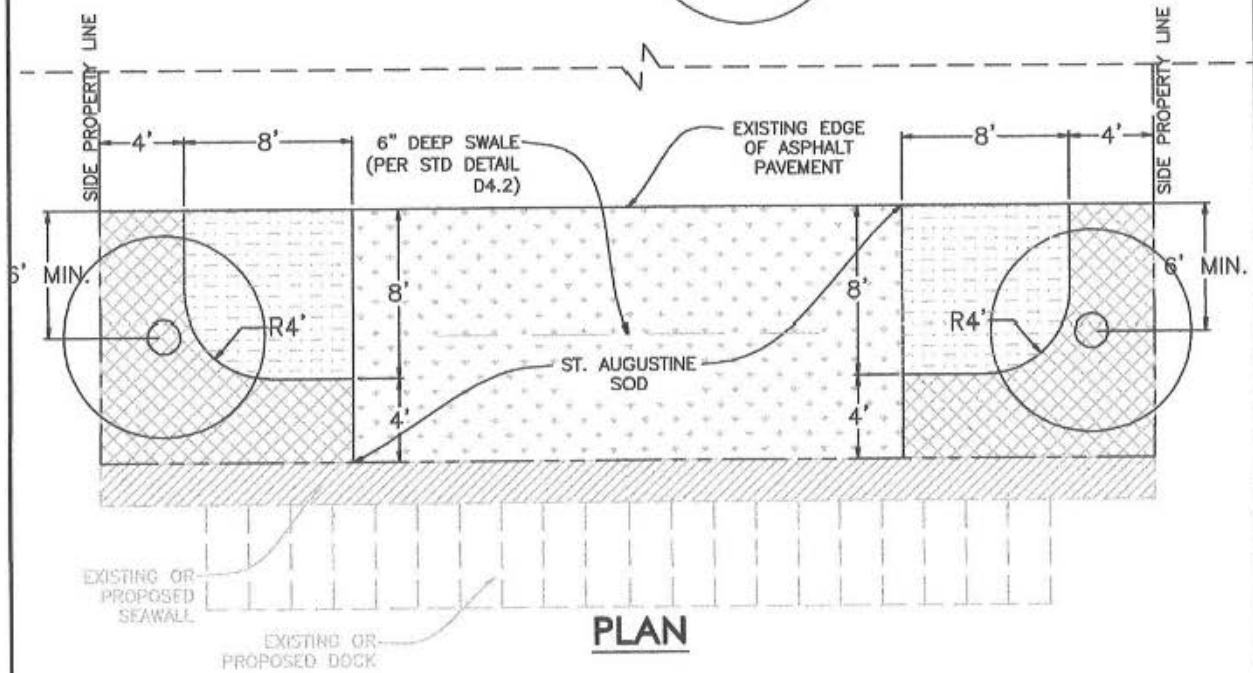 SIDE PROPERTY LINE
SIDE PROPERTY LINE
4'
8'
6" DEEP SWALE
(PER STD DETAIL
D4.2)
EXISTING EDGE
OF ASPHALT
PAVEMENT
8'
4'
6' MIN.
8'
8'
6' MIN.
R4'
R4'
ST. AUGUSTINE
SOD
4'
4'
EXISTING OR
PROPOSED
SEAWALL
EXISTING OR
PROPOSED DOCK
PLAN